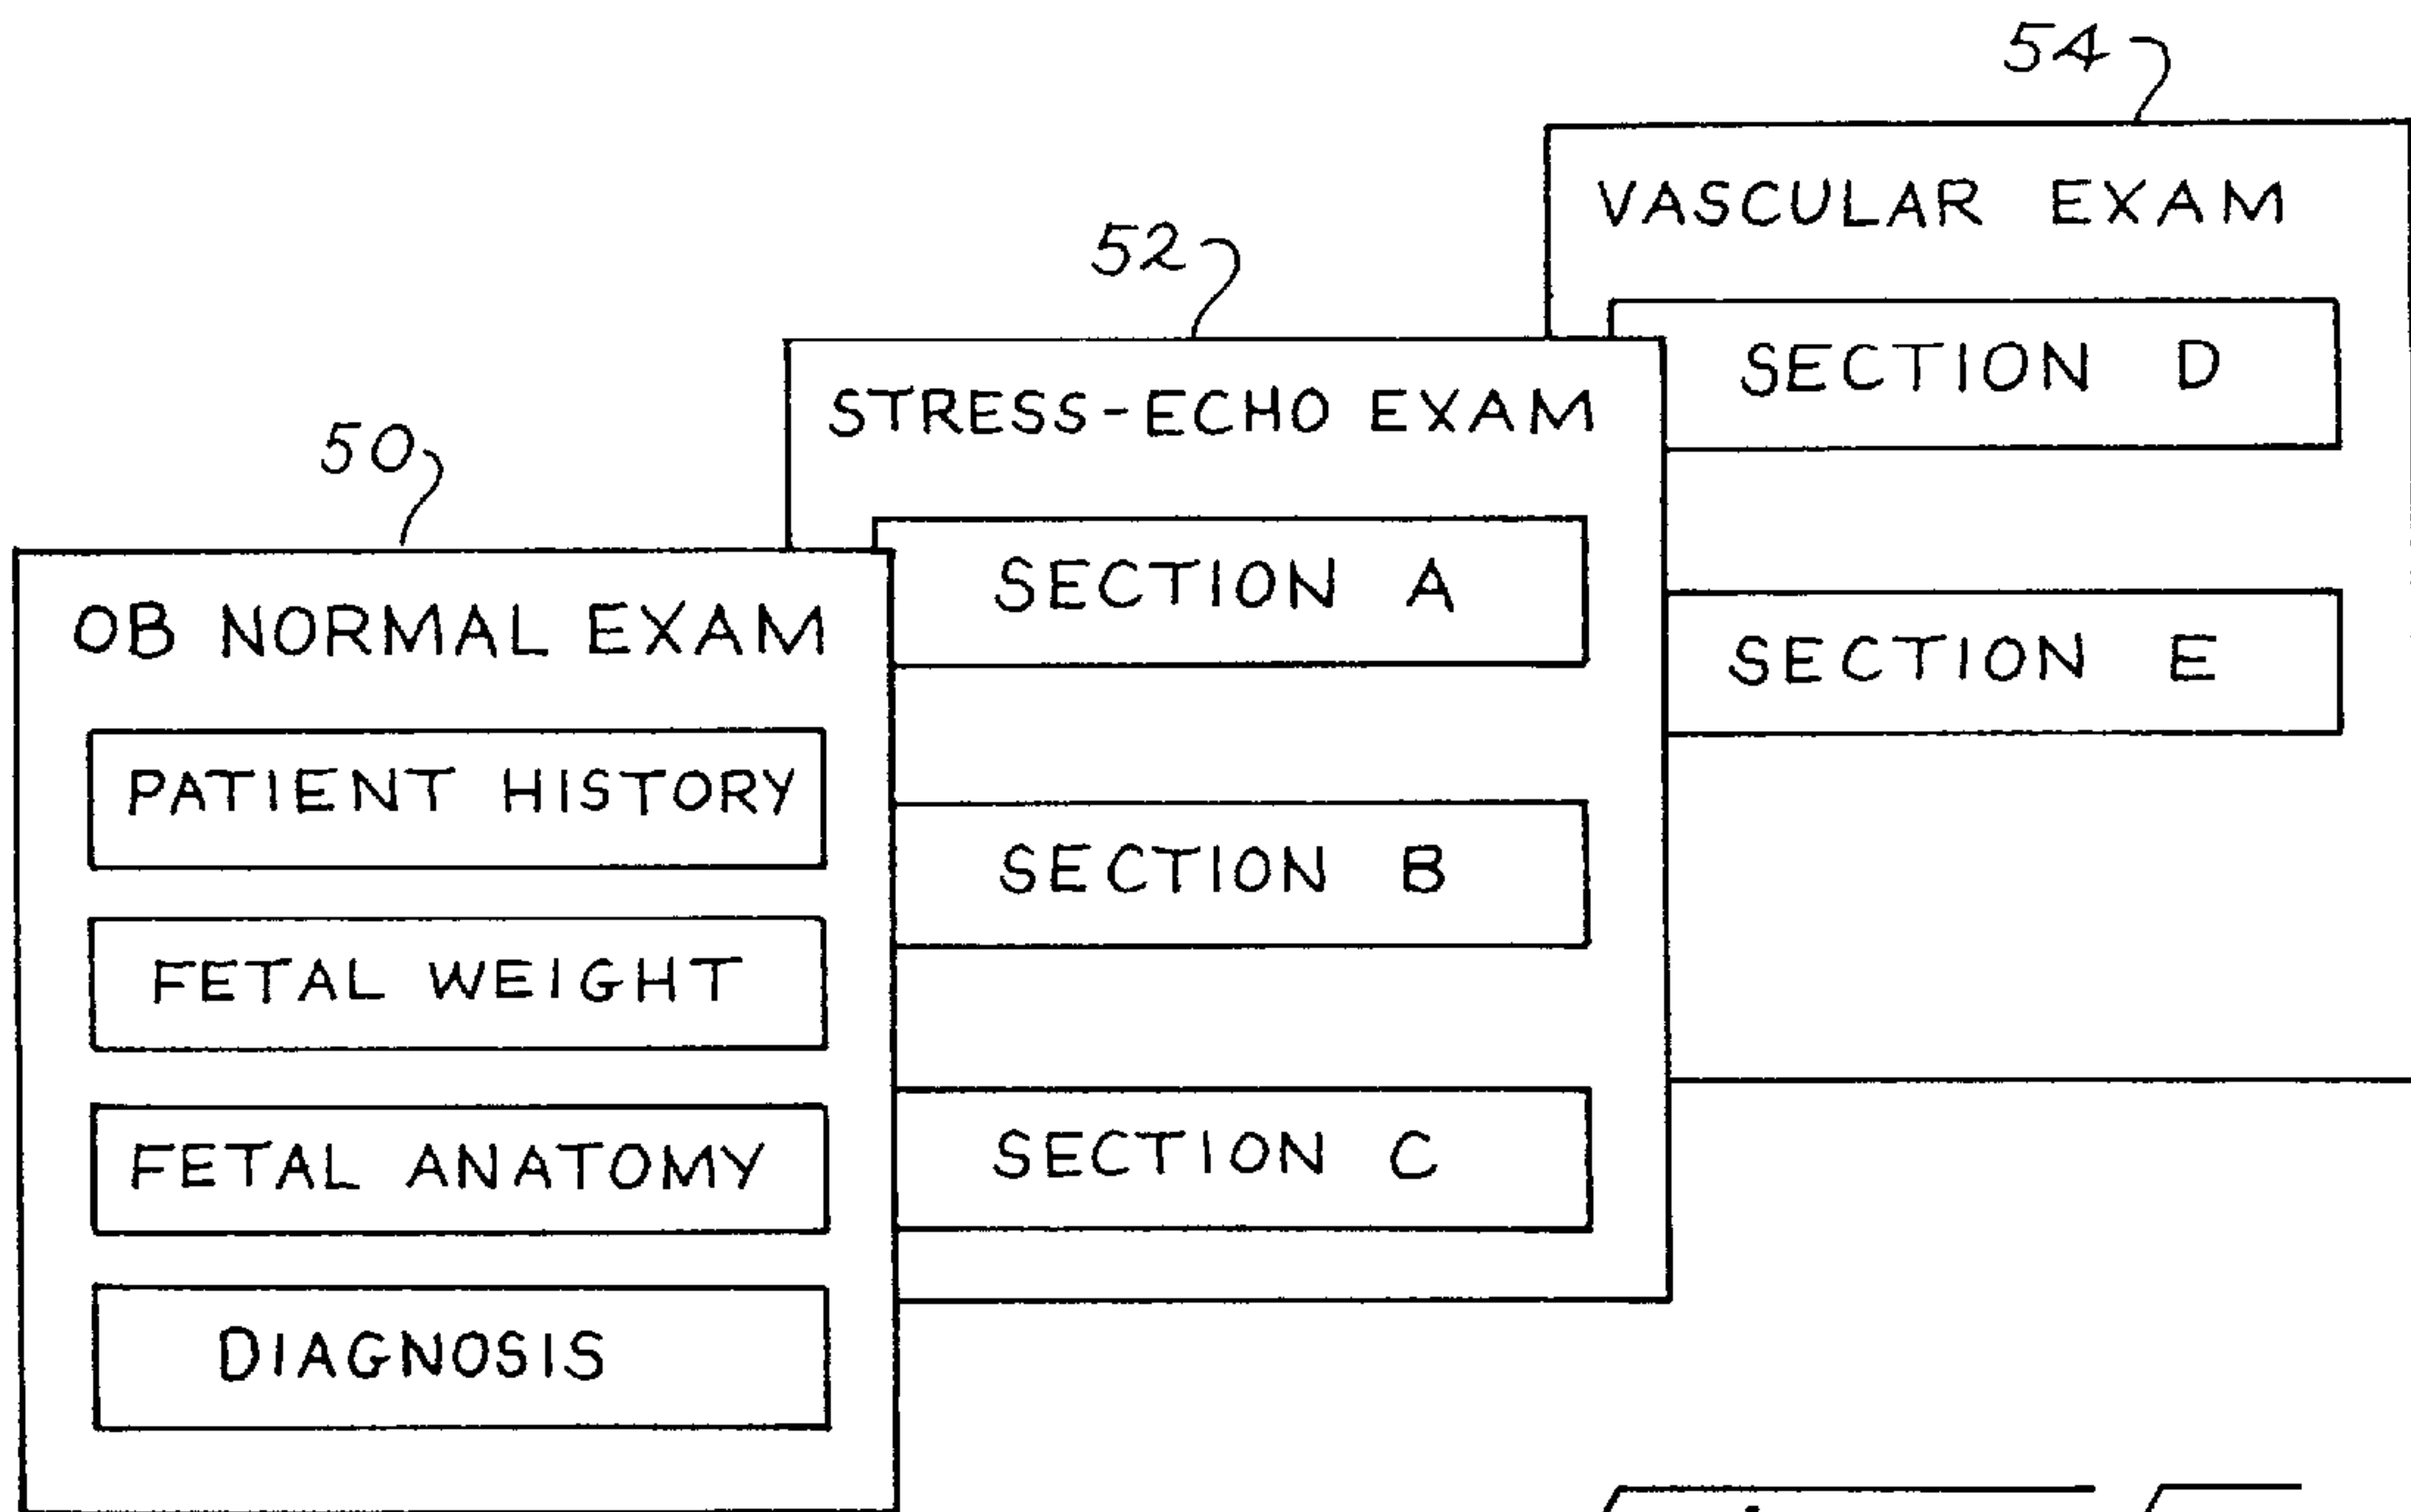 54
VASCULAR EXAM
52
SECTION D
STRESS-ECHO EXAM
50
SECTION A
OB NORMAL EXAM
SECTION E
PATIENT HISTORY
SECTION B
FETAL WEIGHT
FETAL ANATOMY
SECTION C
DIAGNOSIS